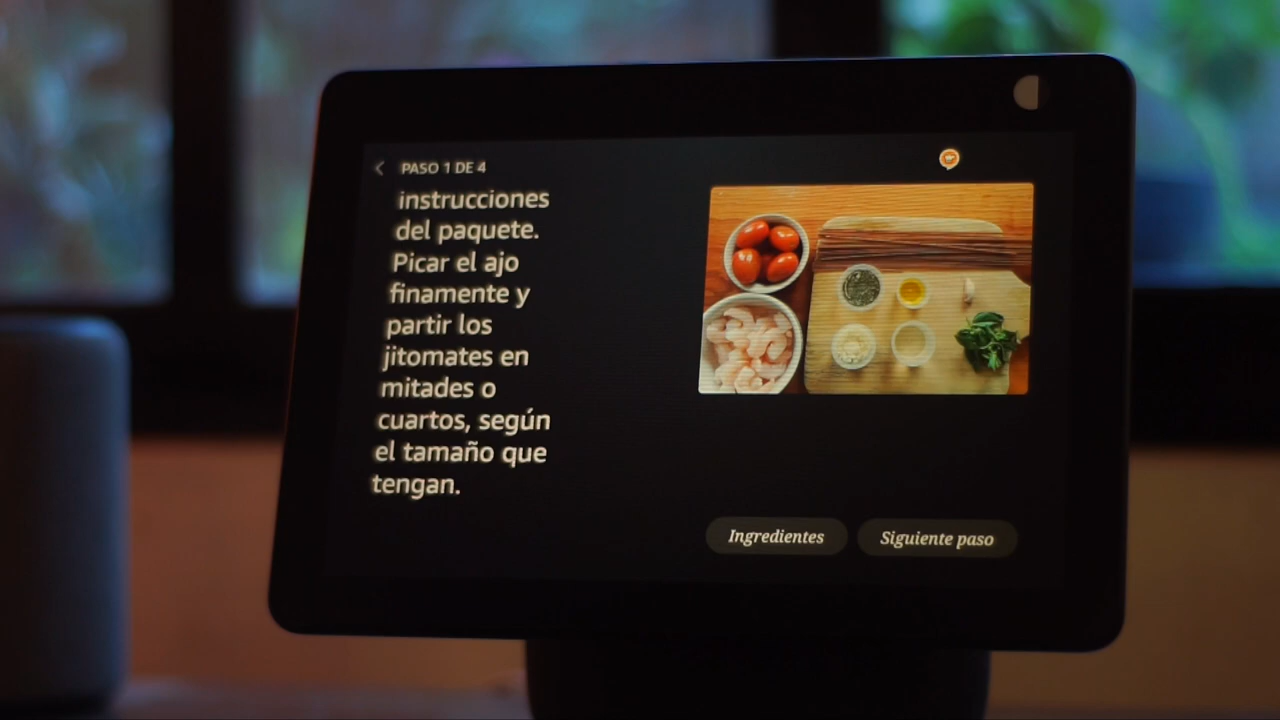 PASO 1 DE 4
instrucciones
del paquete.
Picar el ajo
finamente y
partir los
jitomates en
mitades o
cuartos, según
el tamaño que
tengan.
Ingredientes
Siguiente paso